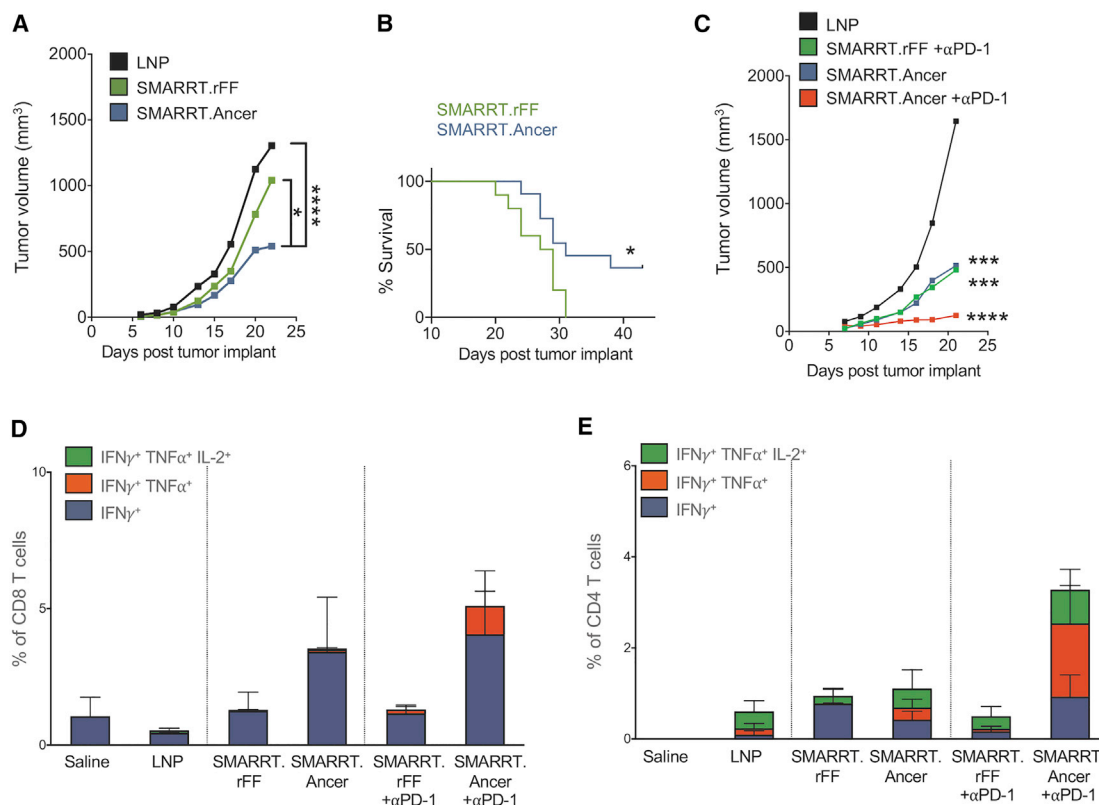 A
LNP
SMARRT.rFF
SMARRT.Ancer
Tumor volume (mm³)
2000
1500
1000
500
0
*
****
0 5 10 15 20 25
Days post tumor implant
B
SMARRT.rFF
SMARRT.Ancer
% Survival
100
50
0
*
10 20 30 40
Days post tumor implant
C
LNP
SMARRT.rFF +αPD-1
SMARRT.Ancer
SMARRT.Ancer +αPD-1
Tumor volume (mm³)
2000
1500
1000
500
0
***
***
****
0 5 10 15 20 25
Days post tumor implant
D
IFNγ⁺ TNFα⁺ IL-2⁺
IFNγ⁺ TNFα⁺
IFNγ⁺
% of CD8 T cells
10
5
0
Saline
LNP
SMARRT.
rFF
SMARRT.
Ancer
SMARRT.
rFF
+αPD-1
SMARRT.
Ancer
+αPD-1
E
IFNγ⁺ TNFα⁺ IL-2⁺
IFNγ⁺ TNFα⁺
IFNγ⁺
% of CD4 T cells
6
4
2
0
Saline
LNP
SMARRT.
rFF
SMARRT.
Ancer
SMARRT.
rFF
+αPD-1
SMARRT.
Ancer
+αPD-1